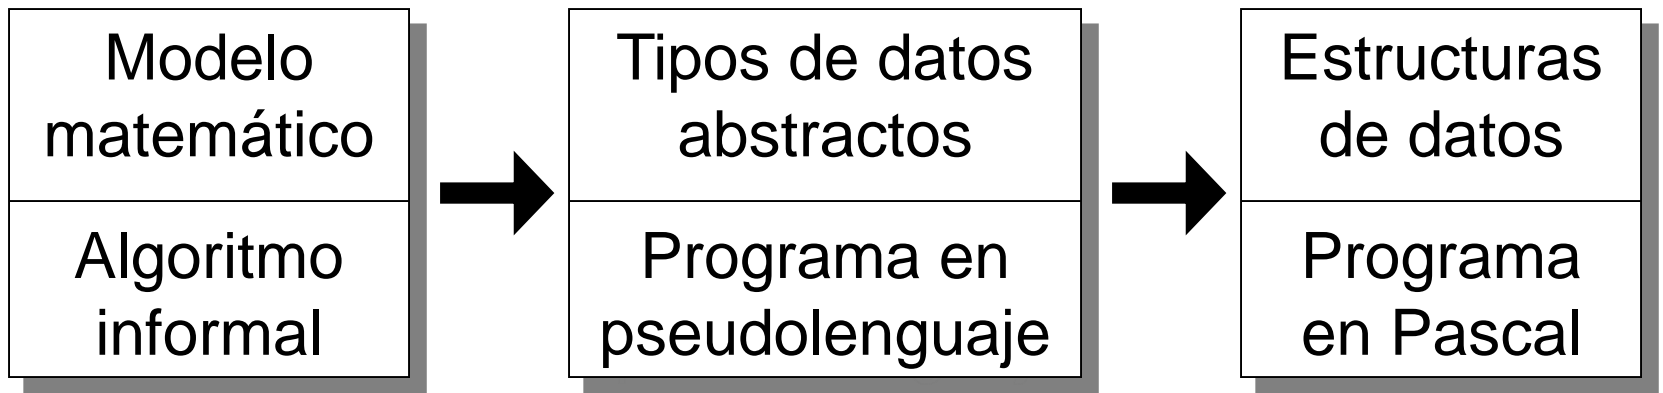 Modelo
matemático
Algoritmo
informal
Tipos de datos
abstractos
Programa en
pseudolenguaje
Estructuras
de datos
Programa
en Pascal